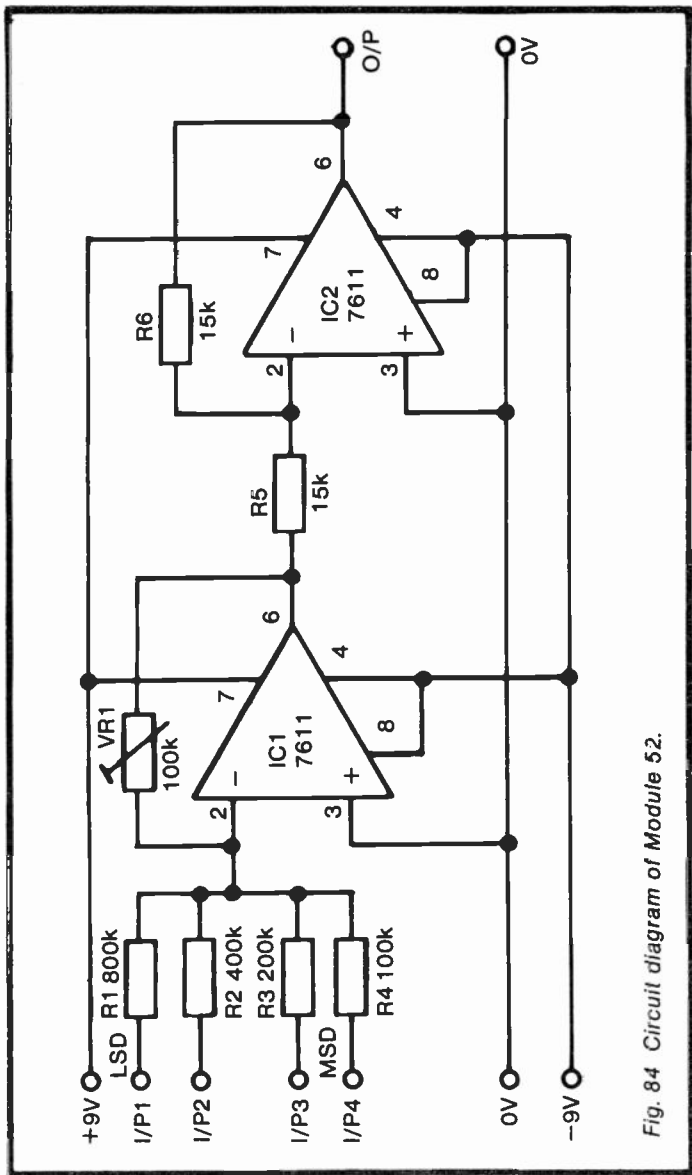 +9V
I/P1
LSD
I/P2
I/P3
MSD
I/P4
0V
−9V
R1 800k
R2 400k
R3 200k
R4 100k
VR1
100k
2
3
−
+
IC1
7611
7
6
4
8
R5
15k
R6
15k
2
3
−
+
IC2
7611
7
6
4
8
O/P
0V
Fig. 84 Circuit diagram of Module 52.